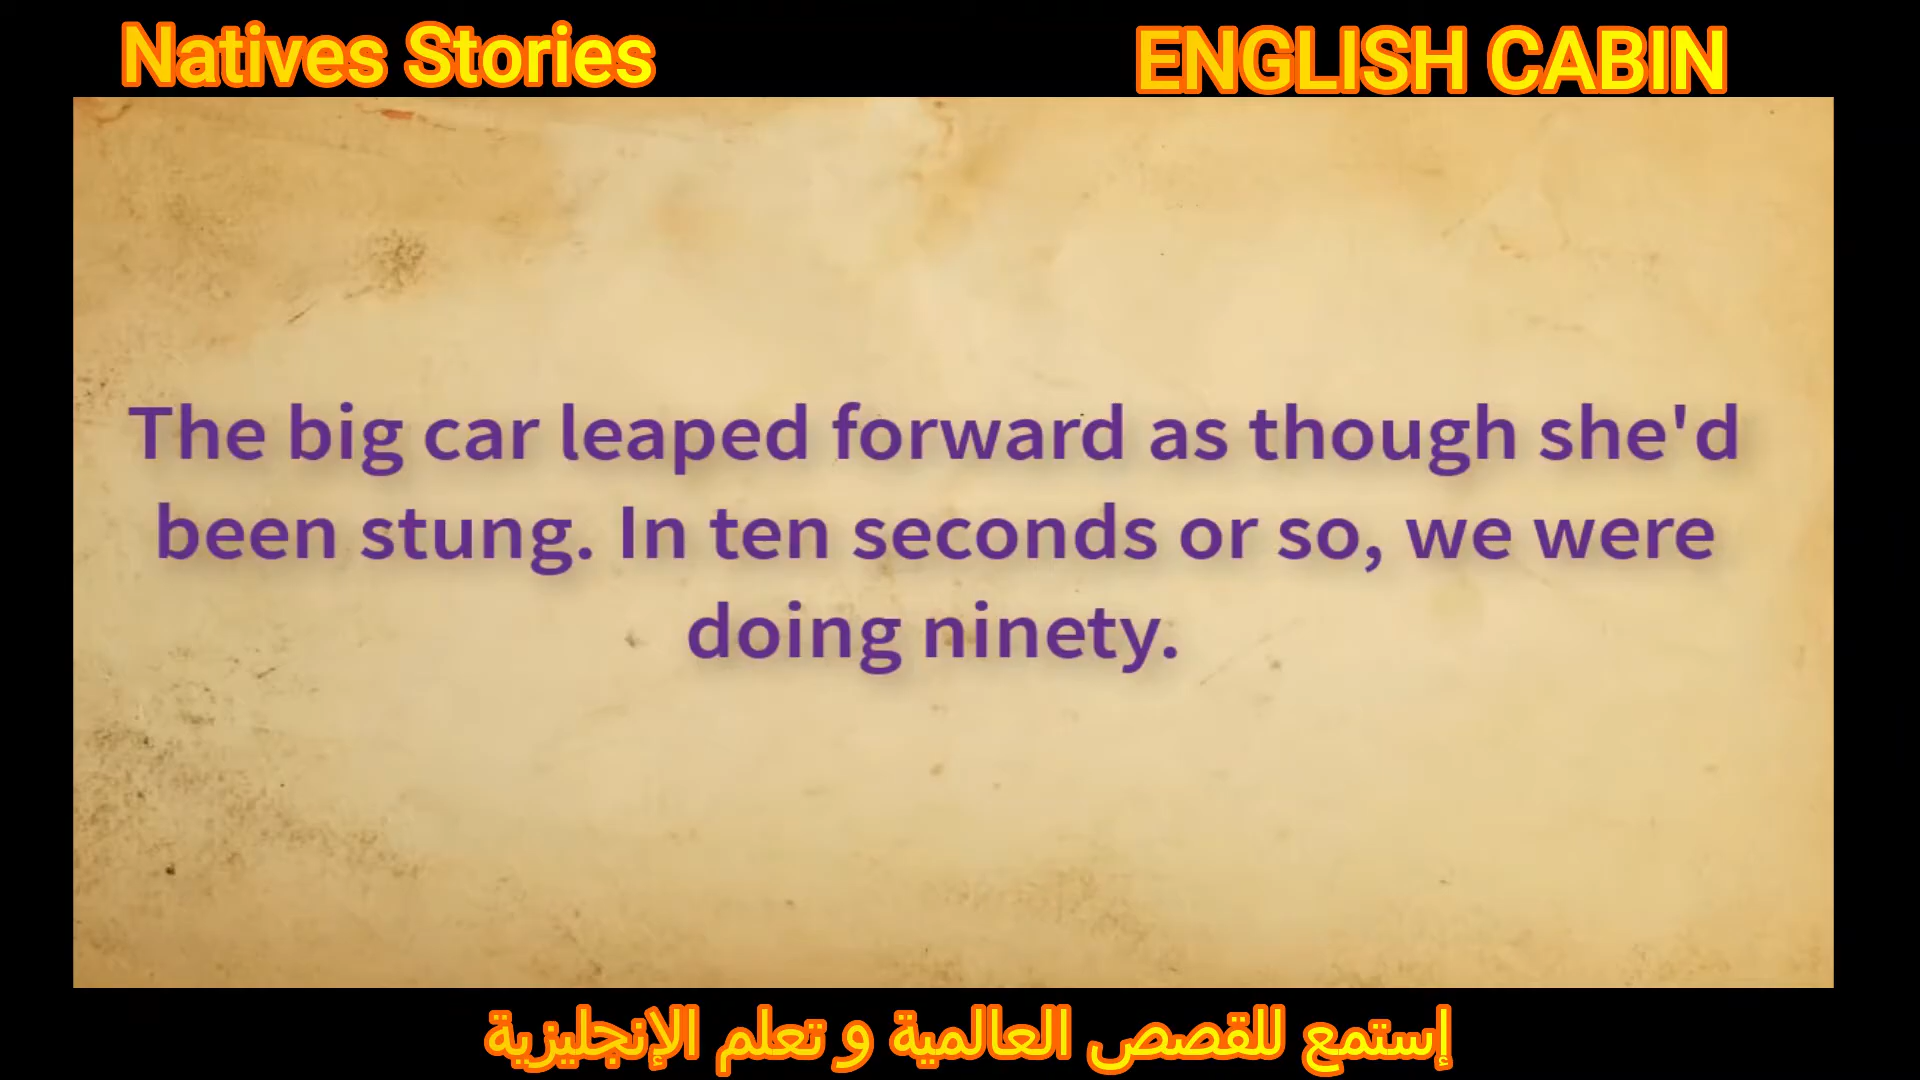 Natives Stories
ENGLISH CABIN
The big car leaped forward as though she'd
been stung. In ten seconds or so, we were
doing ninety.
إستمع للقصص العالمية و تعلم الإنجليزية